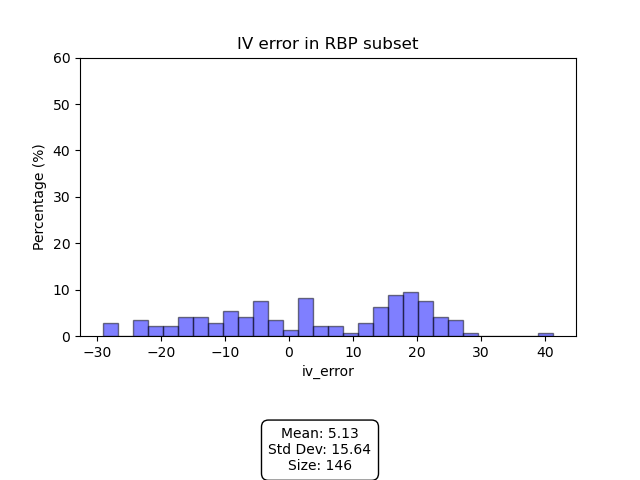 IV error in RBP subset
60
50
40
30
20
10
0
Percentage (%)
−30 −20 −10 0 10 20 30 40
iv_error
Mean: 5.13
Std Dev: 15.64
Size: 146